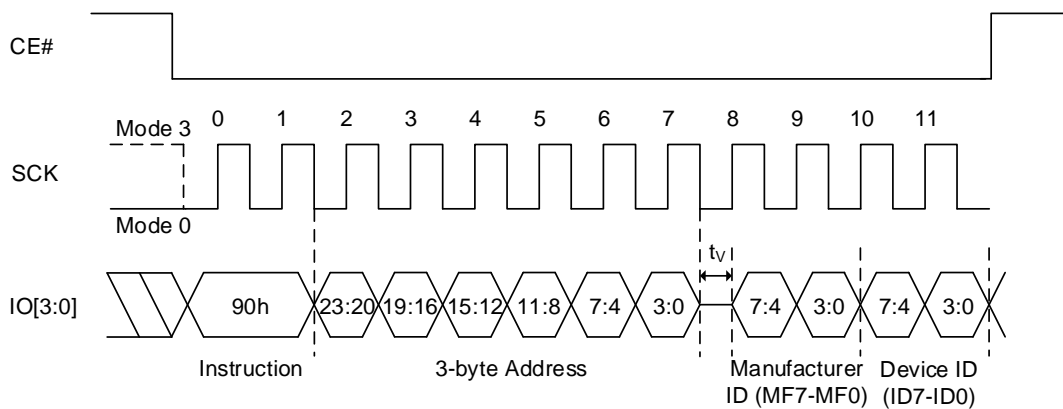 CE#
0 1 2 3 4 5 6 7 8 9 10 11
Mode 3
SCK
Mode 0
tV
IO[3:0]
90h 23:20 19:16 15:12 11:8 7:4 3:0 7:4 3:0 7:4 3:0
Instruction 3-byte Address Manufacturer Device ID
ID (MF7-MF0) (ID7-ID0)